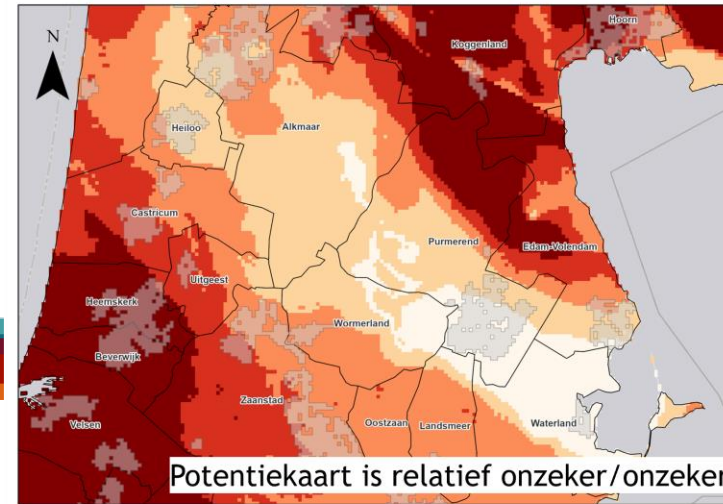 Hoorn
N
Koggenland
Heiloo
Alkmaar
Castricum
Purmerend
Edam-Volendam
Uitgeest
Heemskerk
Wormerland
Beverwijk
Zaanstad
Oostzaan
Landsmeer
Waterland
Velsen
Potentiekaart is relatief onzeker/onzeker